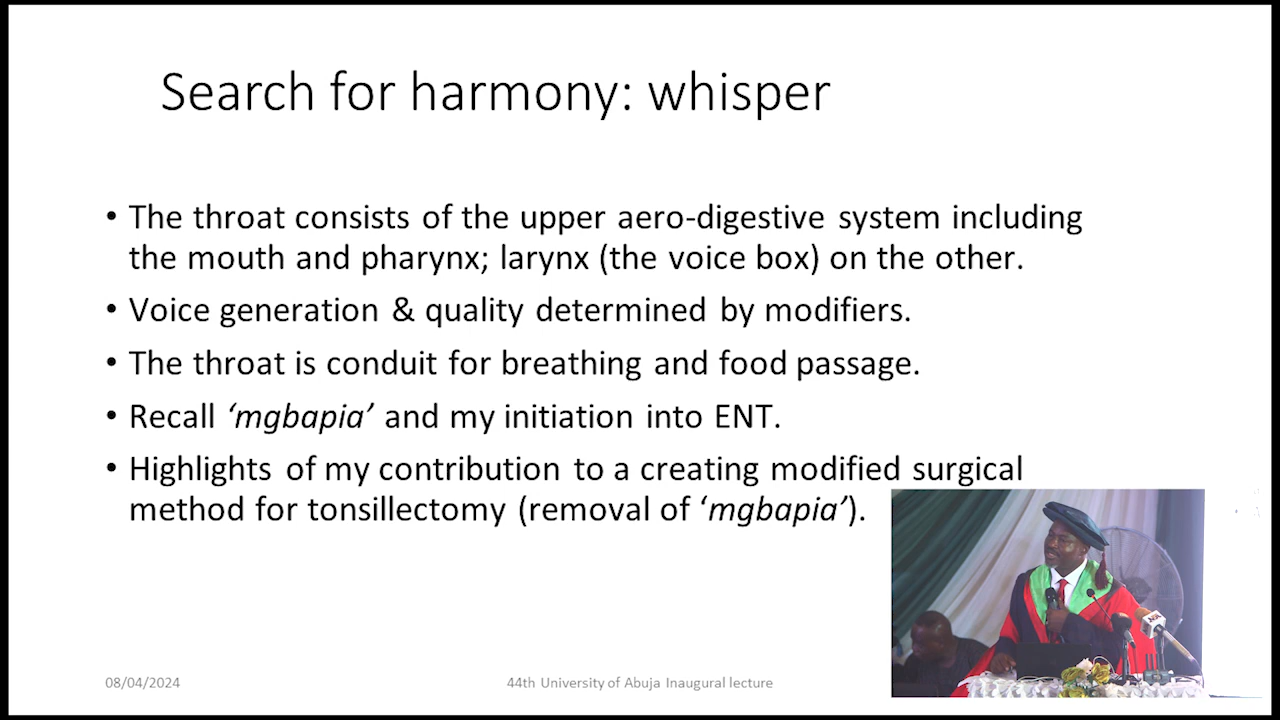 Search for harmony: whisper
• The throat consists of the upper aero-digestive system including
the mouth and pharynx; larynx (the voice box) on the other.
• Voice generation & quality determined by modifiers.
• The throat is conduit for breathing and food passage.
• Recall ‘mgbapia’ and my initiation into ENT.
• Highlights of my contribution to a creating modified surgical
method for tonsillectomy (removal of ‘mgbapia’).
08/04/2024
44th University of Abuja Inaugural lecture